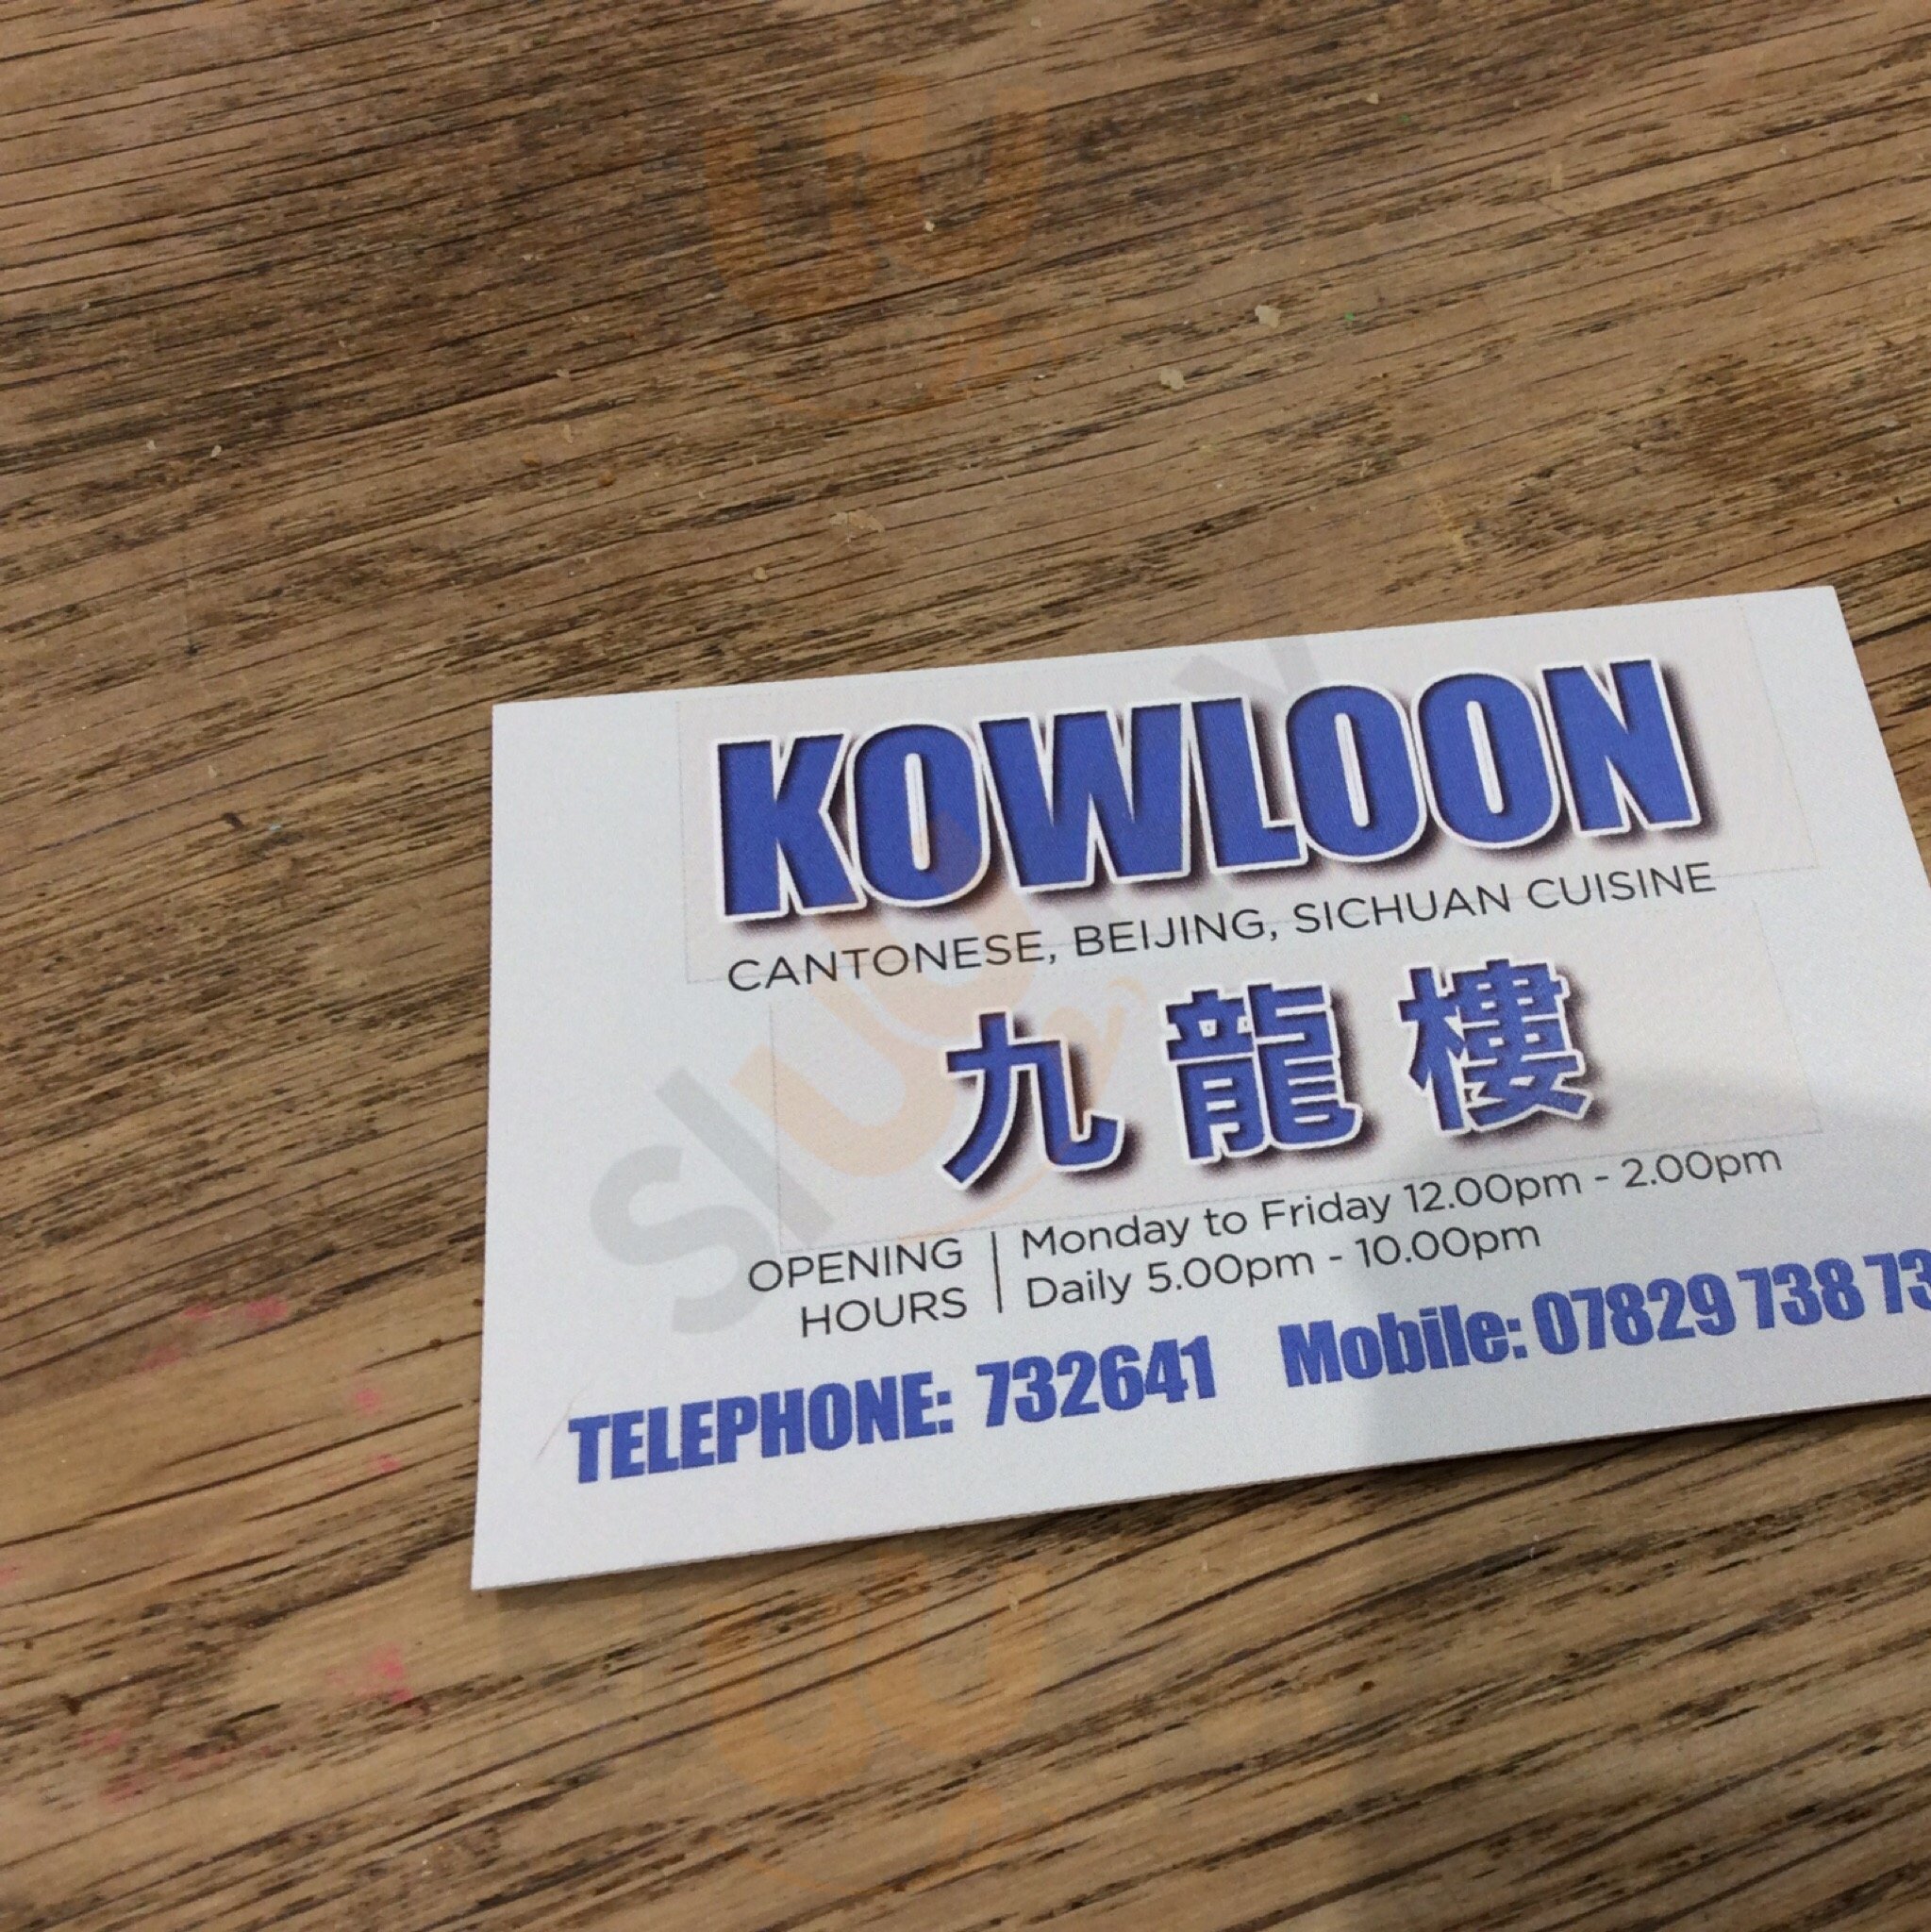 KOWLOON
CANTONESE, BEIJING, SICHUAN CUISINE
九龍樓
OPENING HOURS
Monday to Friday 12.00pm - 2.00pm
Daily 5.00pm - 10.00pm
TELEPHONE: 732641 Mobile: 07829 738 73